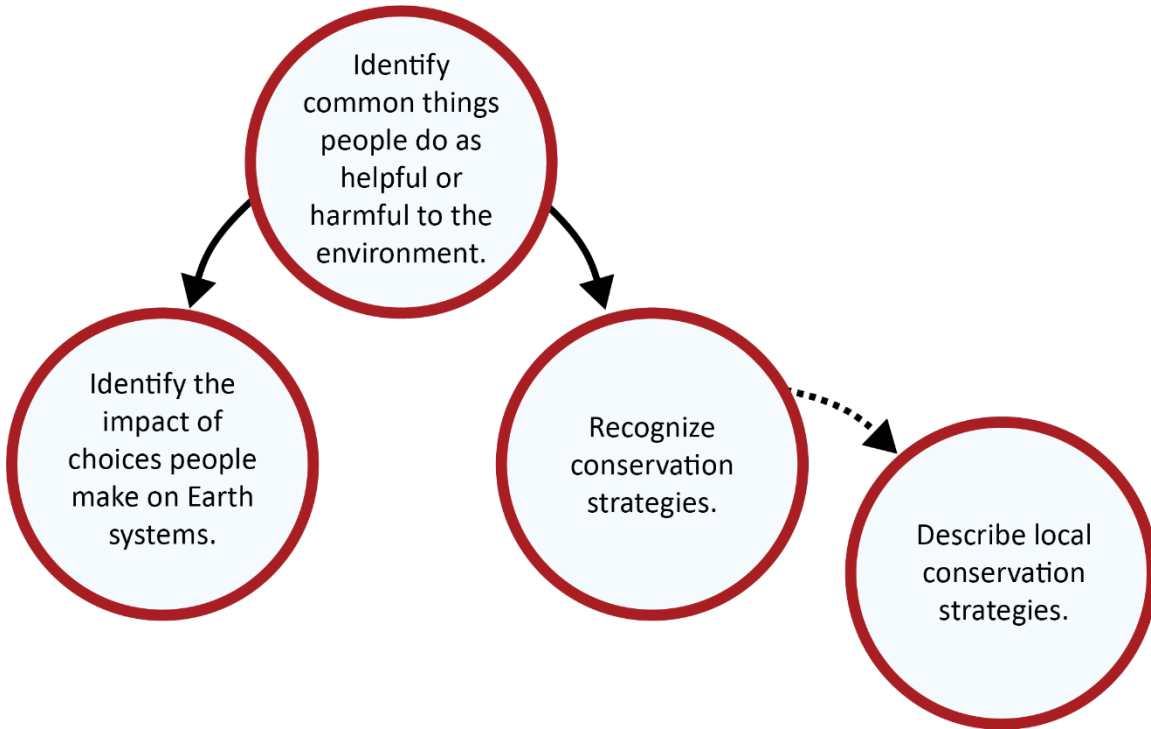 Identify
common things
people do as
helpful or
harmful to the
environment.
Identify the
impact of
choices people
make on Earth
systems.
Recognize
conservation
strategies.
Describe local
conservation
strategies.